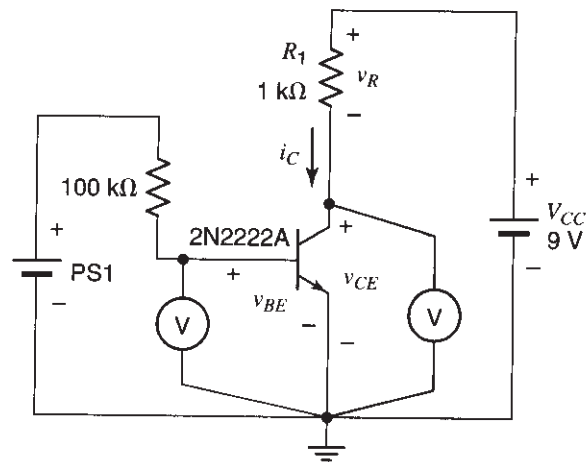 +
R1
1 kΩ
vR
−
iC
100 kΩ
+
PS1
−
2N2222A
+
vBE
−
+
vCE
−
V
V
+
VCC
9 V
−